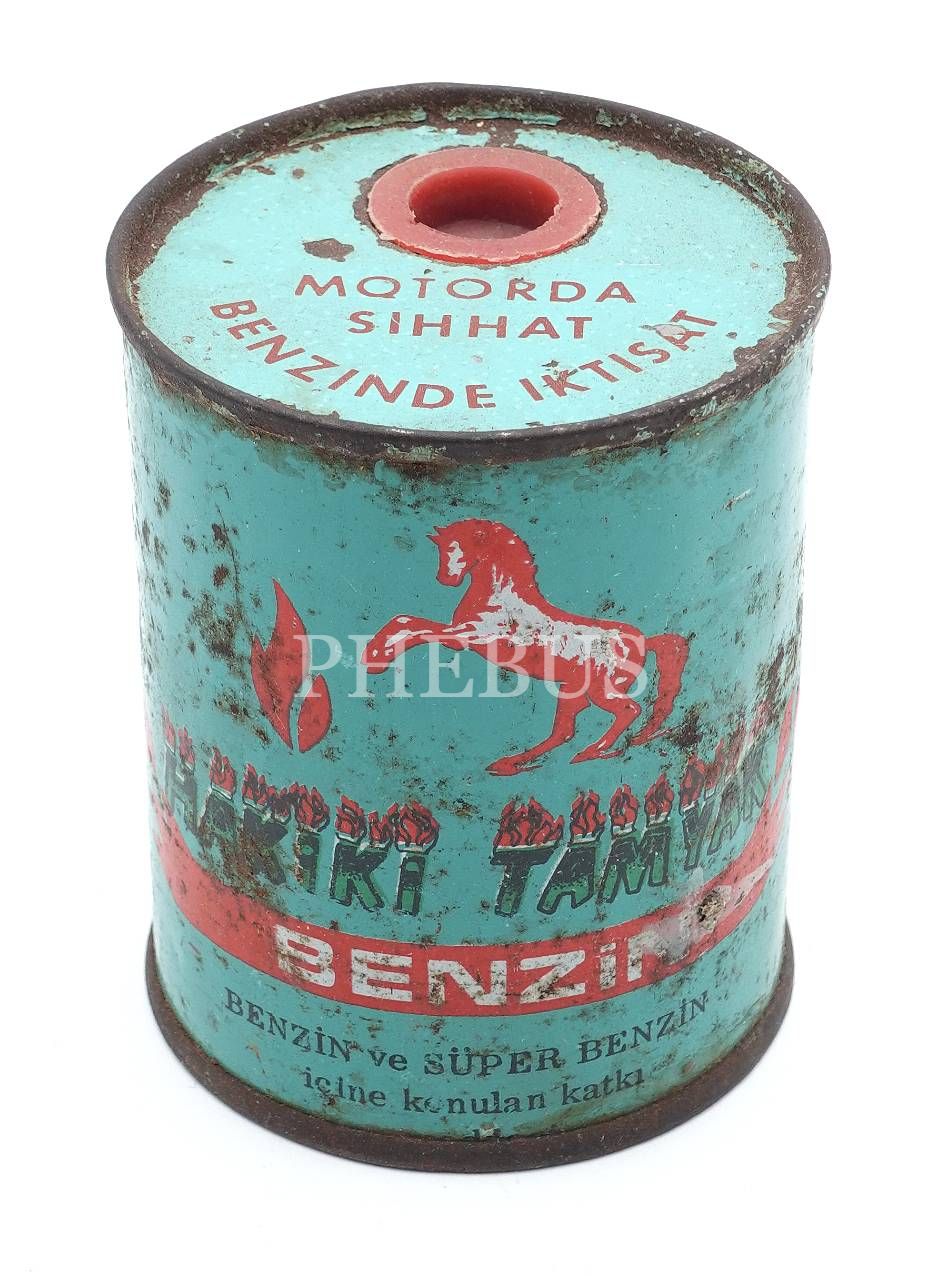 MOTORDA
SIHHAT
BENZINDE IKTISAT
PHEBUS
HAKİKİ TAMYAK
BENZİN
BENZİN ve SÜPER BENZİN
içine konulan katkı